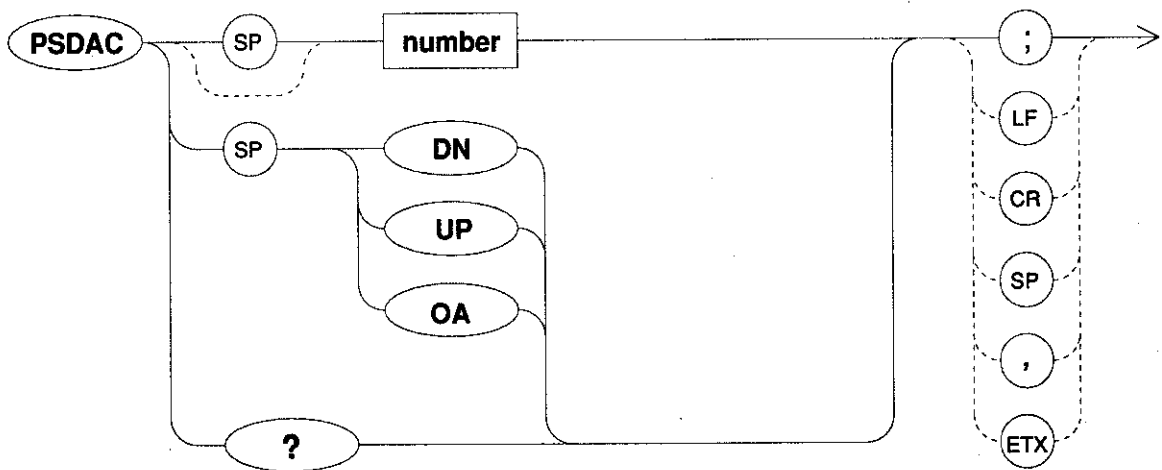 PSDAC SP number ;
LF
SP DN
UP CR
OA SP
,
? ETX